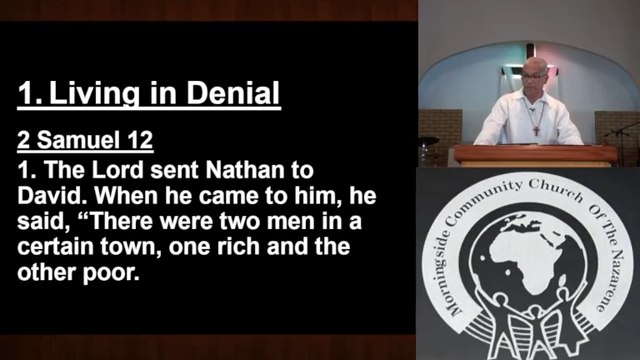 1. Living in Denial
2 Samuel 12
1. The Lord sent Nathan to
David. When he came to him, he
said, “There were two men in a
certain town, one rich and the
other poor.
Morningside Community Church Of The Nazarene